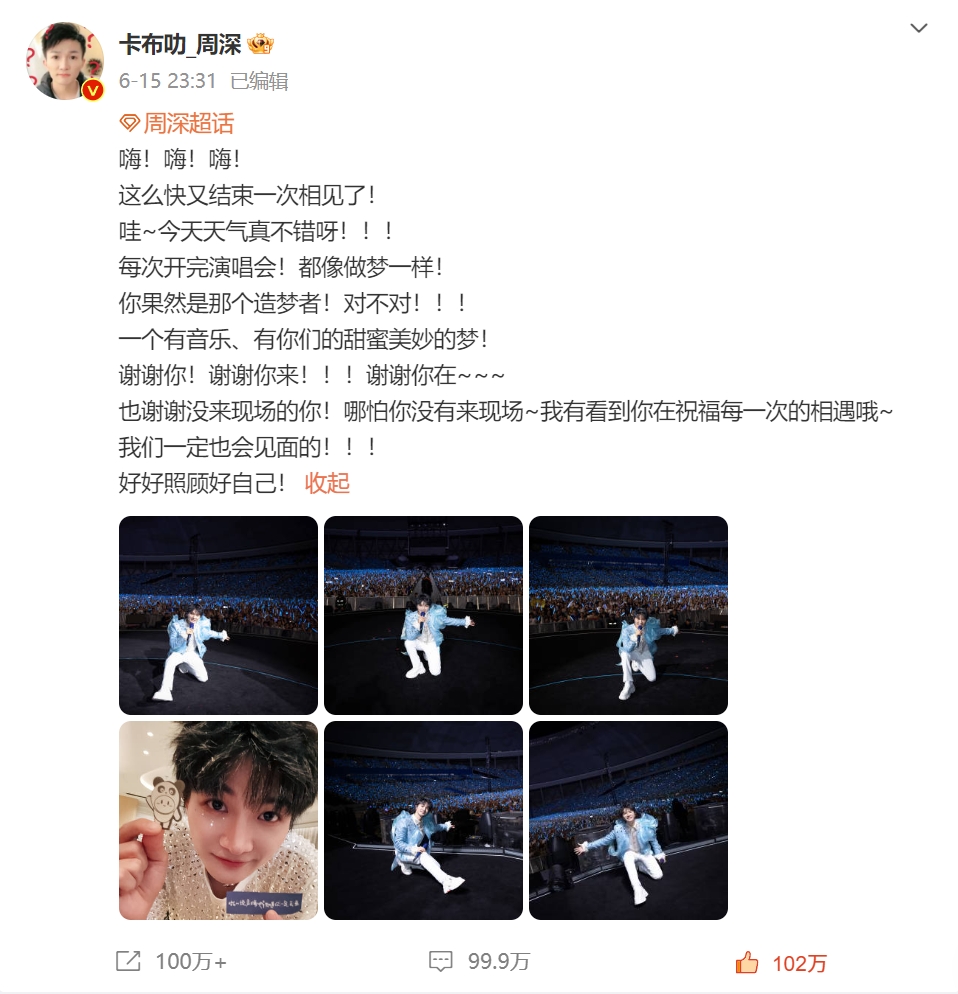 卡布叻_周深
6-15 23:31 已编辑
周深超话
嗨！嗨！嗨！
这么快又结束一次相见了！
哇~今天天气真不错呀！！！
每次开完演唱会！都像做梦一样！
你果然是那个造梦者！对不对！！！
一个有音乐、有你们的甜蜜美妙的梦！
谢谢你！谢谢你来！！！谢谢你在~~~
也谢谢没来现场的你！哪怕你没有来现场~我有看到你在祝福每一次的相遇哦~
我们一定也会见面的！！！
好好照顾好自己！ 收起
100万+
99.9万
102万